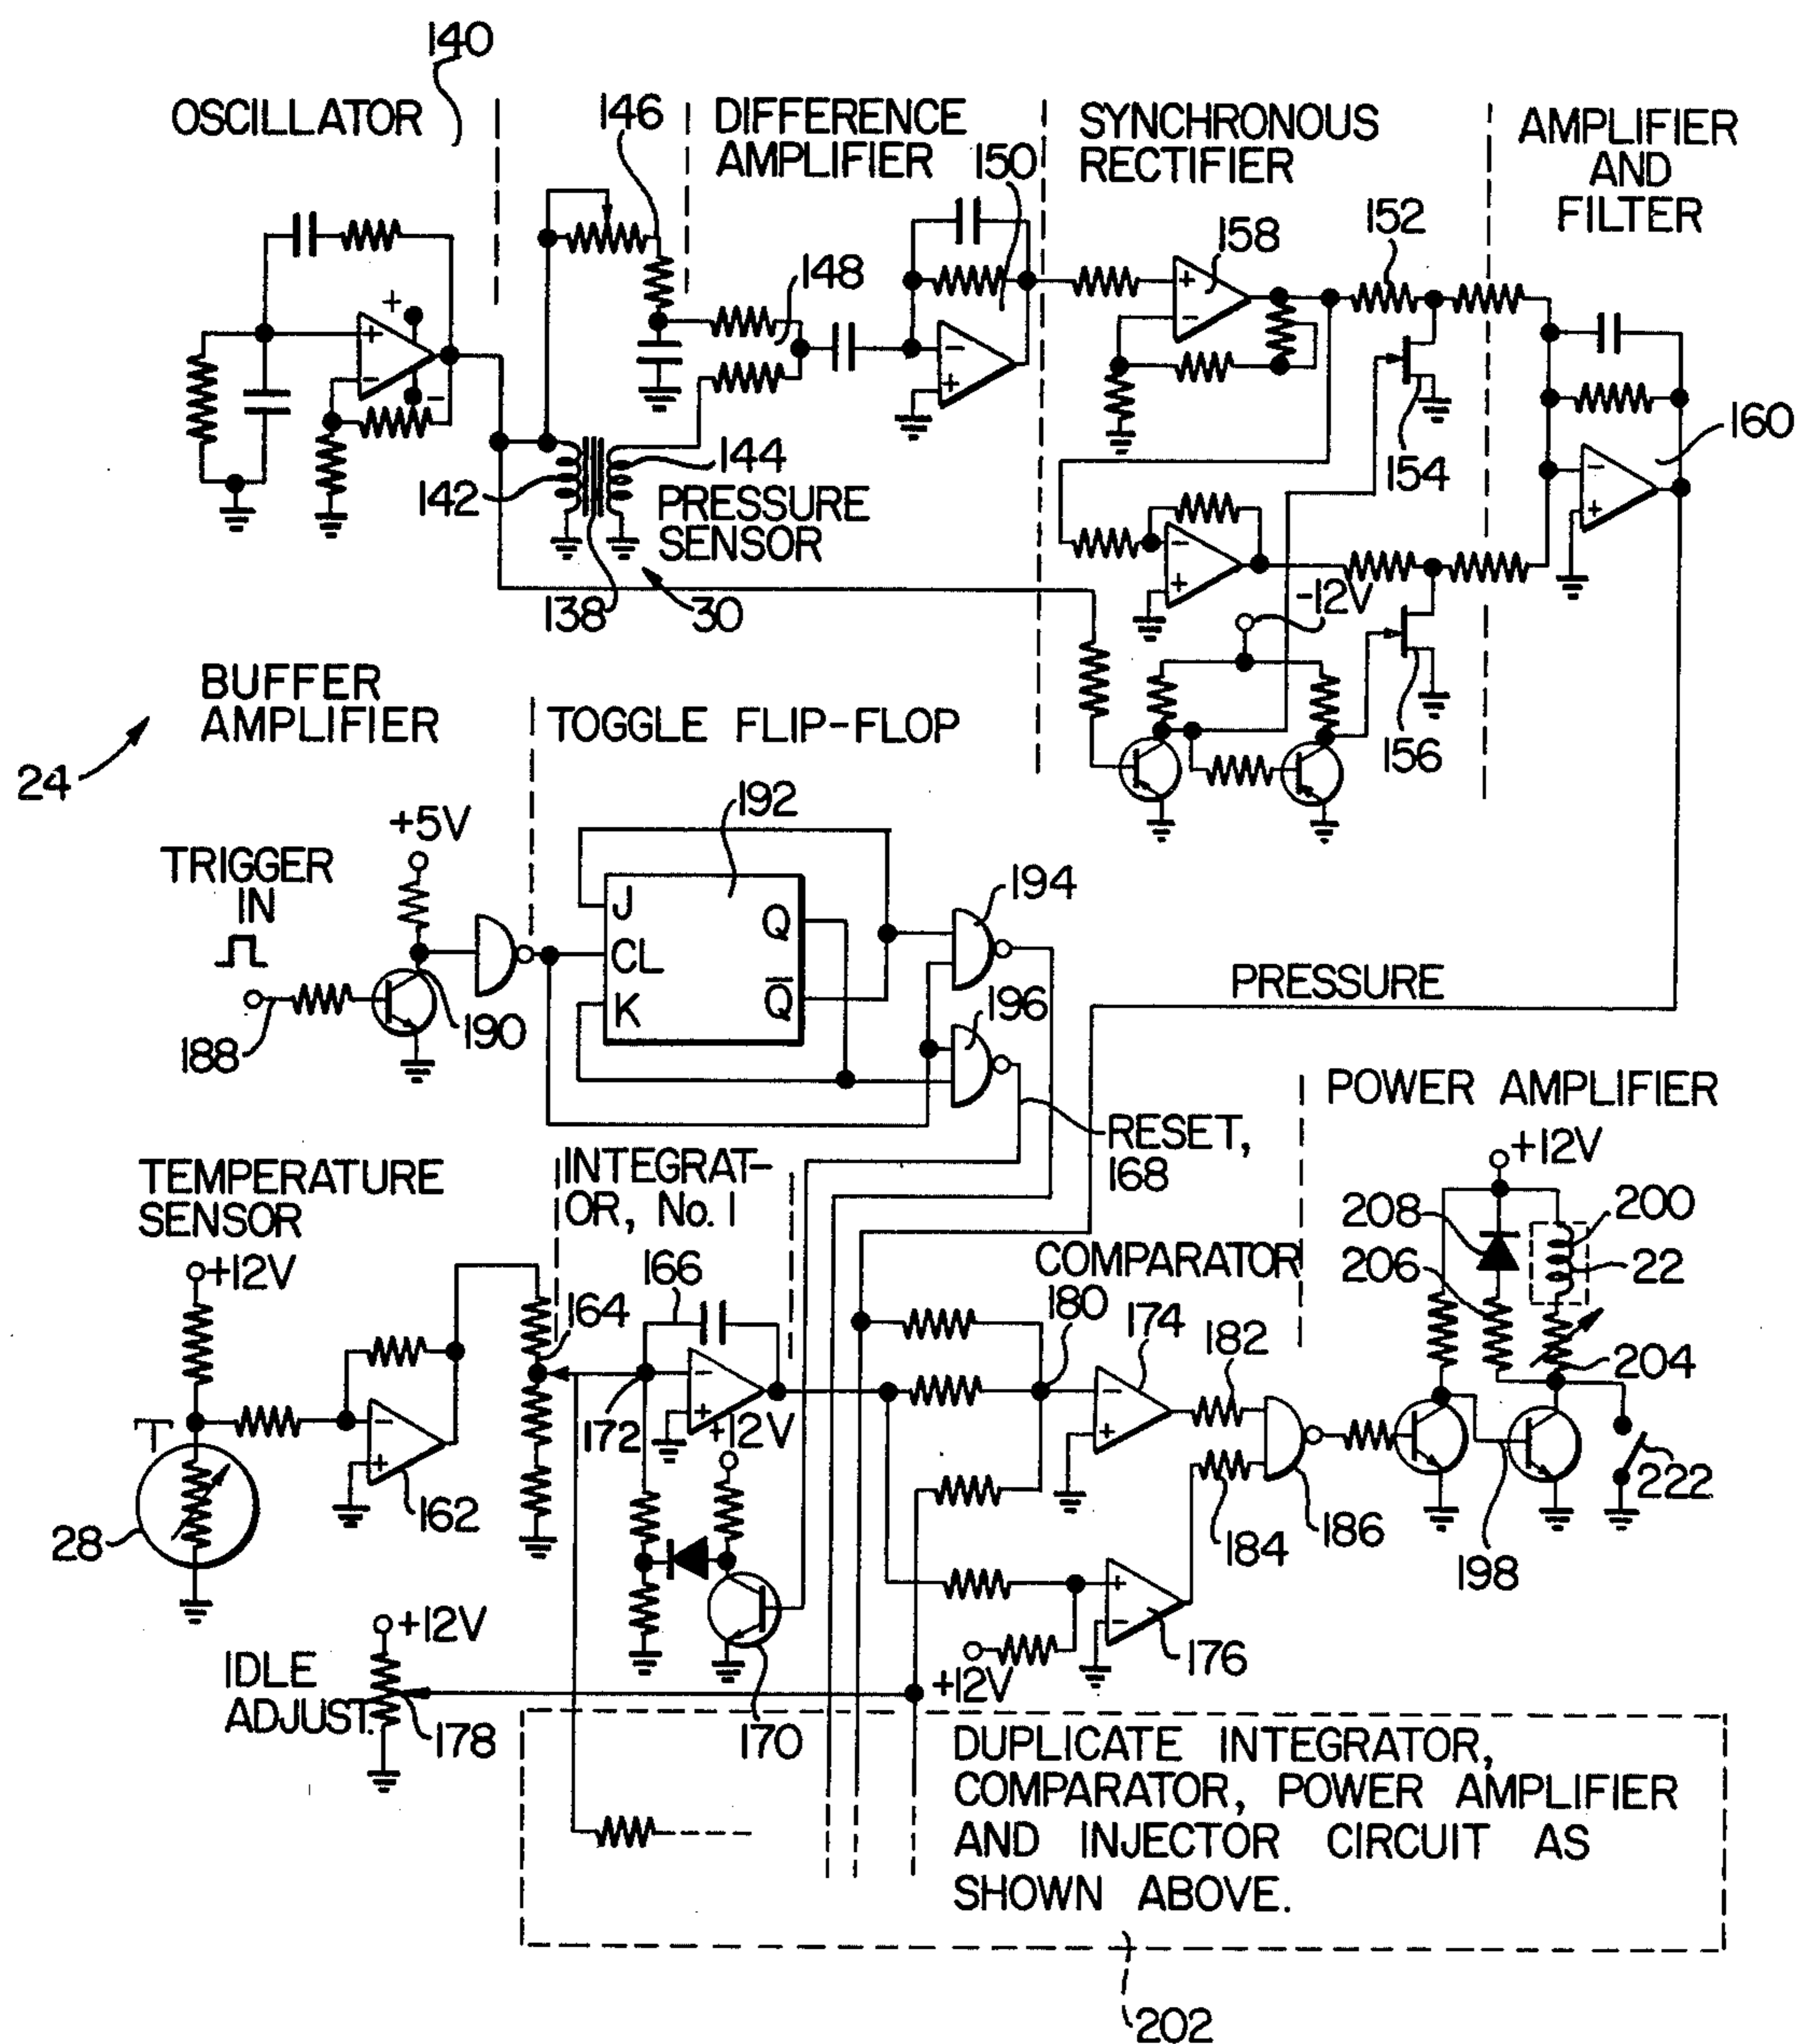 140
OSCILLATOR
146
DIFFERENCE
AMPLIFIER
150
SYNCHRONOUS
RECTIFIER
AMPLIFIER
AND
FILTER
152
158
148
+
+
-
-
-
+
+
-
154
160
-
+
142
144
PRESSURE
SENSOR
138
30
-
+
-12V
156
BUFFER
AMPLIFIER
24
TOGGLE FLIP-FLOP
192
+5V
TRIGGER
IN
188
190
J
CL
K
Q
Q̅
194
196
PRESSURE
RESET,
168
POWER AMPLIFIER
+12V
208
200
206
22
204
TEMPERATURE
SENSOR
+12V
INTEGRAT-
OR, No. 1
166
164
172
-
+
+12V
COMPARATOR
180
174
182
-
+
184
186
198
222
T
28
-
+
162
+
-
176
+12V
+12V
IDLE
ADJUST.
178
170
DUPLICATE INTEGRATOR,
COMPARATOR, POWER AMPLIFIER
AND INJECTOR CIRCUIT AS
SHOWN ABOVE.
202